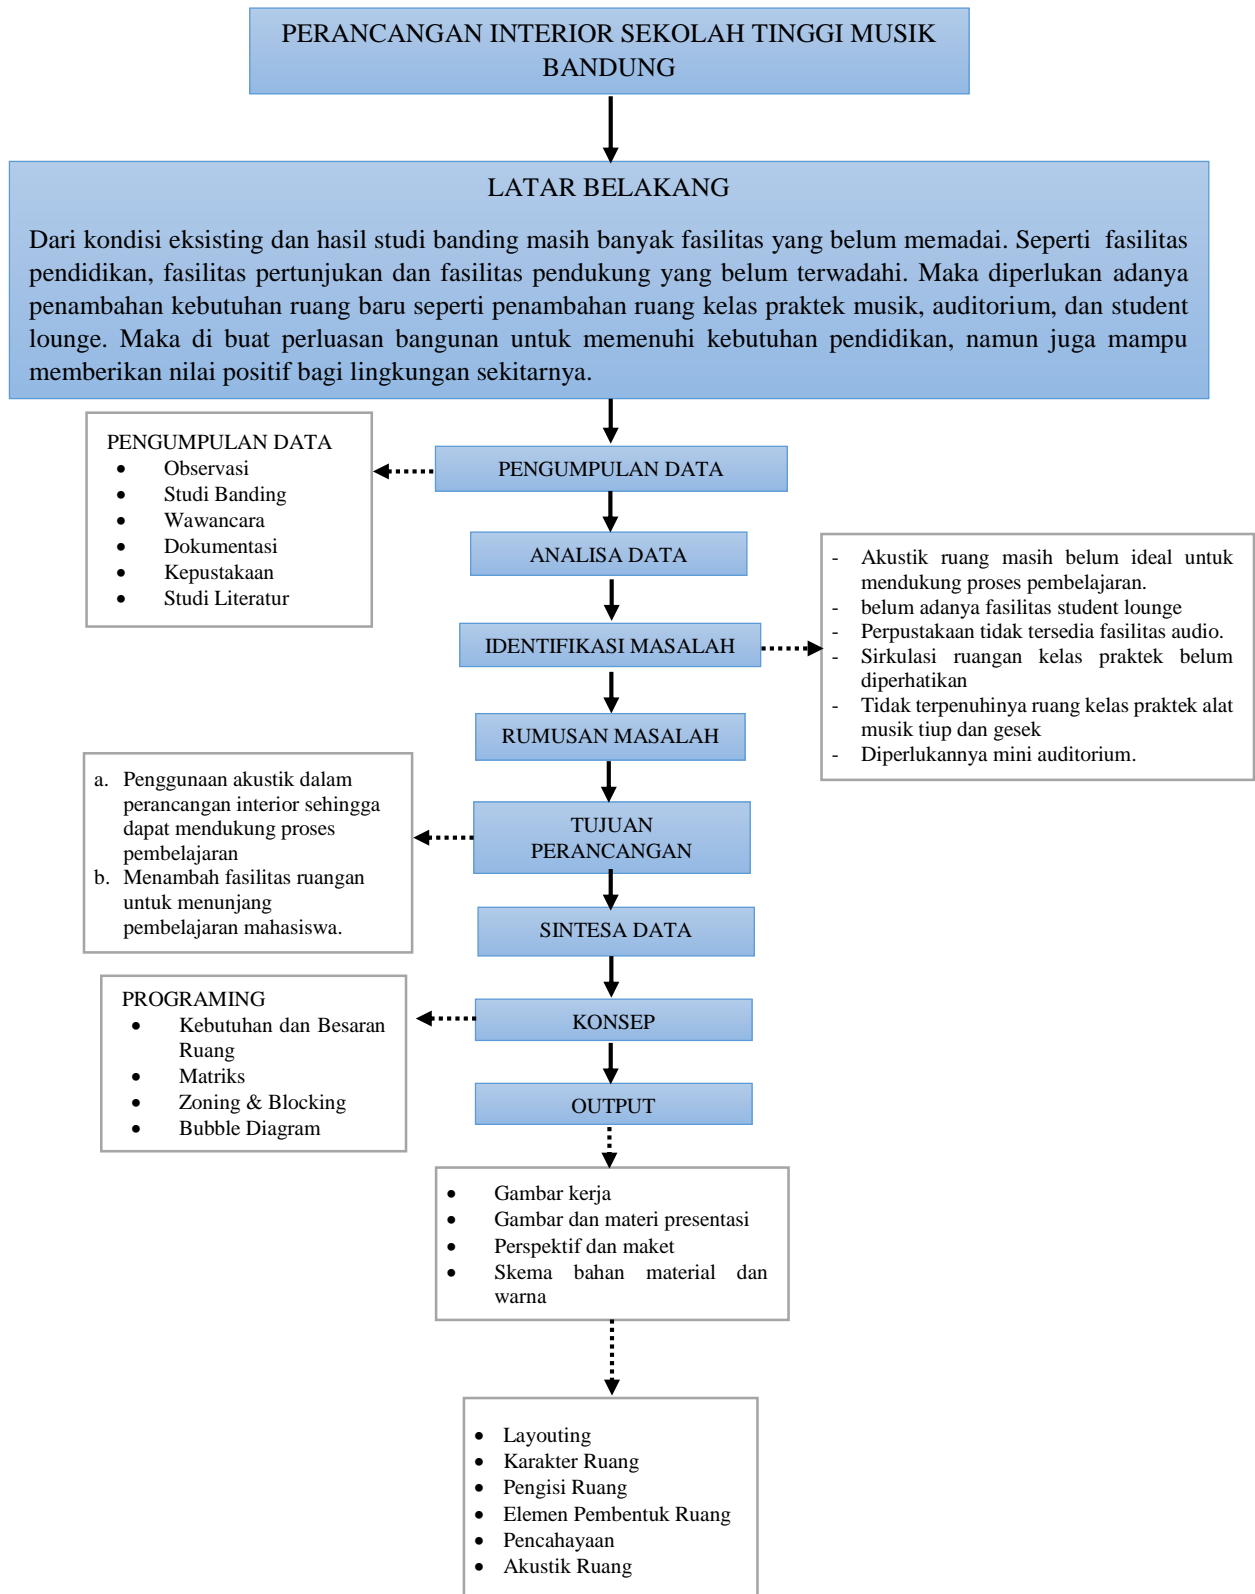 PERANCANGAN INTERIOR SEKOLAH TINGGI MUSIK
BANDUNG
LATAR BELAKANG
Dari kondisi eksisting dan hasil studi banding masih banyak fasilitas yang belum memadai. Seperti fasilitas
pendidikan, fasilitas pertunjukan dan fasilitas pendukung yang belum terwadahi. Maka diperlukan adanya
penambahan kebutuhan ruang baru seperti penambahan ruang kelas praktek musik, auditorium, dan student
lounge. Maka di buat perluasan bangunan untuk memenuhi kebutuhan pendidikan, namun juga mampu
memberikan nilai positif bagi lingkungan sekitarnya.
PENGUMPULAN DATA
• Observasi
• Studi Banding
• Wawancara
• Dokumentasi
• Kepustakaan
• Studi Literatur
PENGUMPULAN DATA
ANALISA DATA
IDENTIFIKASI MASALAH
- Akustik ruang masih belum ideal untuk
mendukung proses pembelajaran.
- belum adanya fasilitas student lounge
- Perpustakaan tidak tersedia fasilitas audio.
- Sirkulasi ruangan kelas praktek belum
diperhatikan
- Tidak terpenuhinya ruang kelas praktek alat
musik tiup dan gesek
- Diperlukannya mini auditorium.
RUMUSAN MASALAH
a. Penggunaan akustik dalam
perancangan interior sehingga
dapat mendukung proses
pembelajaran
b. Menambah fasilitas ruangan
untuk menunjang
pembelajaran mahasiswa.
TUJUAN
PERANCANGAN
SINTESA DATA
PROGRAMING
• Kebutuhan dan Besaran
Ruang
• Matriks
• Zoning & Blocking
• Bubble Diagram
KONSEP
OUTPUT
• Gambar kerja
• Gambar dan materi presentasi
• Perspektif dan maket
• Skema bahan material dan
warna
• Layouting
• Karakter Ruang
• Pengisi Ruang
• Elemen Pembentuk Ruang
• Pencahayaan
• Akustik Ruang